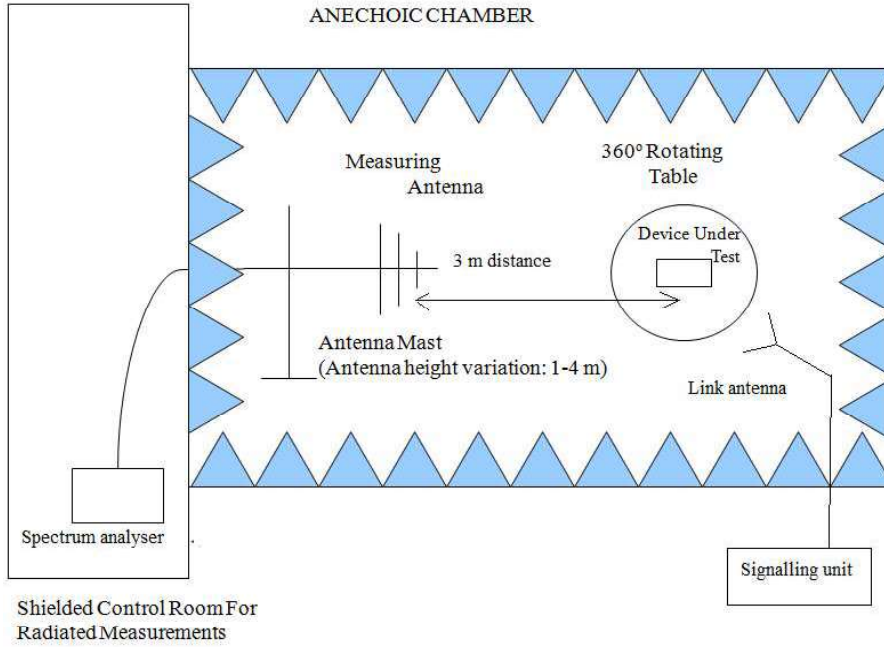 ANECHOIC CHAMBER
Measuring
Antenna
360º Rotating
Table
Device Under
Test
3 m distance
Antenna Mast
(Antenna height variation: 1-4 m)
Link antenna
Spectrum analyser
Signalling unit
Shielded Control Room For
Radiated Measurements